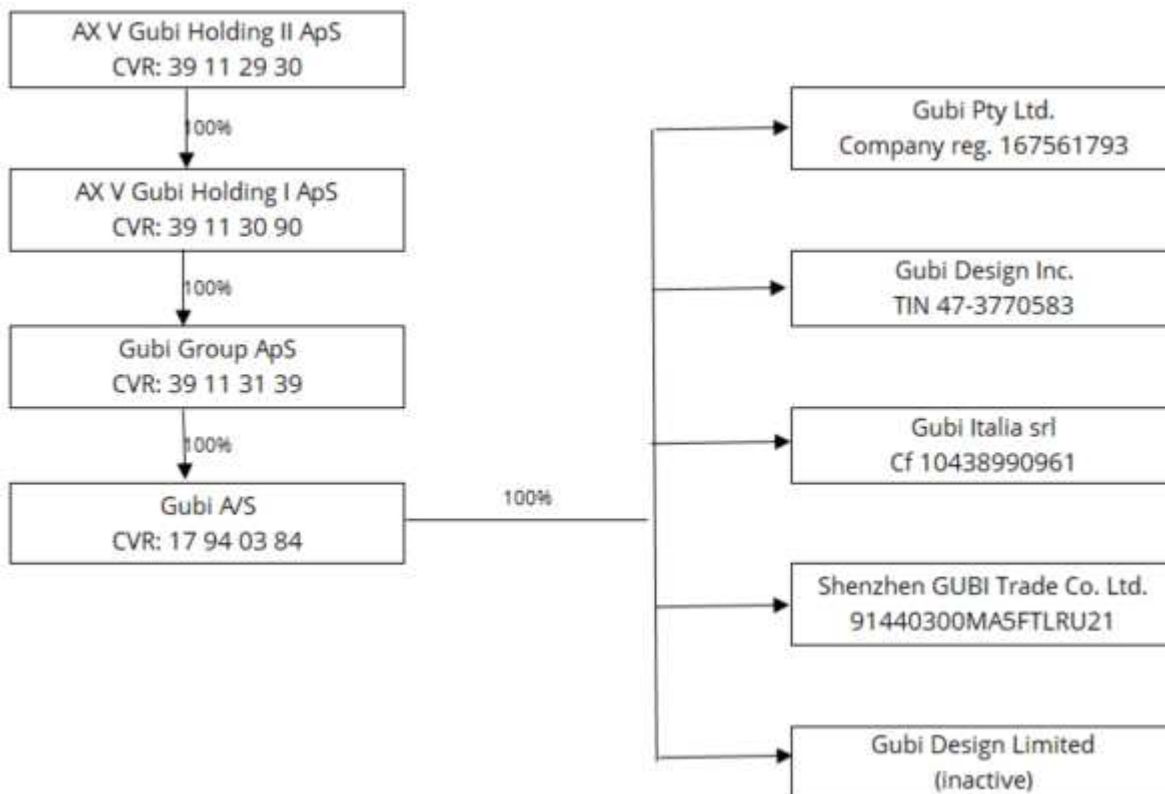 AX V Gubi Holding II ApS
CVR: 39 11 29 30
100%
AX V Gubi Holding I ApS
CVR: 39 11 30 90
100%
Gubi Group ApS
CVR: 39 11 31 39
100%
Gubi A/S
CVR: 17 94 03 84
100%
Gubi Pty Ltd.
Company reg. 167561793
Gubi Design Inc.
TIN 47-3770583
Gubi Italia srl
Cf 10438990961
Shenzhen GUBI Trade Co. Ltd.
91440300MA5FTLRU21
Gubi Design Limited
(inactive)